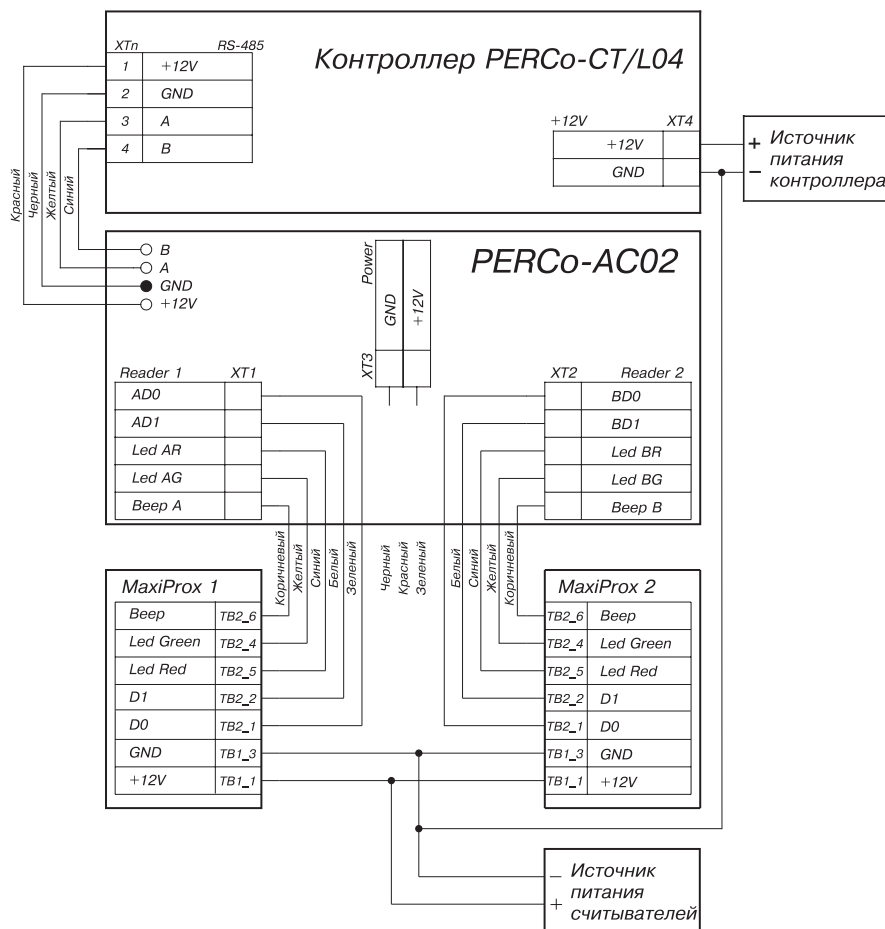 Контроллер PERCo-CT/L04
XTn RS-485
1 +12V
2 GND
3 A
4 B
+12V XT4
+12V
GND
+ Источник
– питания
контроллера
Красный
Черный
Желтый
Синий
PERCo-AC02
B
A
GND
+12V
Power
GND
+12V
XT3
Reader 1 XT1
AD0
AD1
Led AR
Led AG
Beep A
XT2 Reader 2
BD0
BD1
Led BR
Led BG
Beep B
Коричневый
Желтый
Синий
Белый
Зеленый
Черный
Красный
Зеленый
Белый
Синий
Желтый
Коричневый
MaxiProx 1
Beep TB2_6
Led Green TB2_4
Led Red TB2_5
D1 TB2_2
D0 TB2_1
GND TB1_3
+12V TB1_1
MaxiProx 2
TB2_6 Beep
TB2_4 Led Green
TB2_5 Led Red
TB2_2 D1
TB2_1 D0
TB1_3 GND
TB1_1 +12V
– Источник
питания
+ считывателей